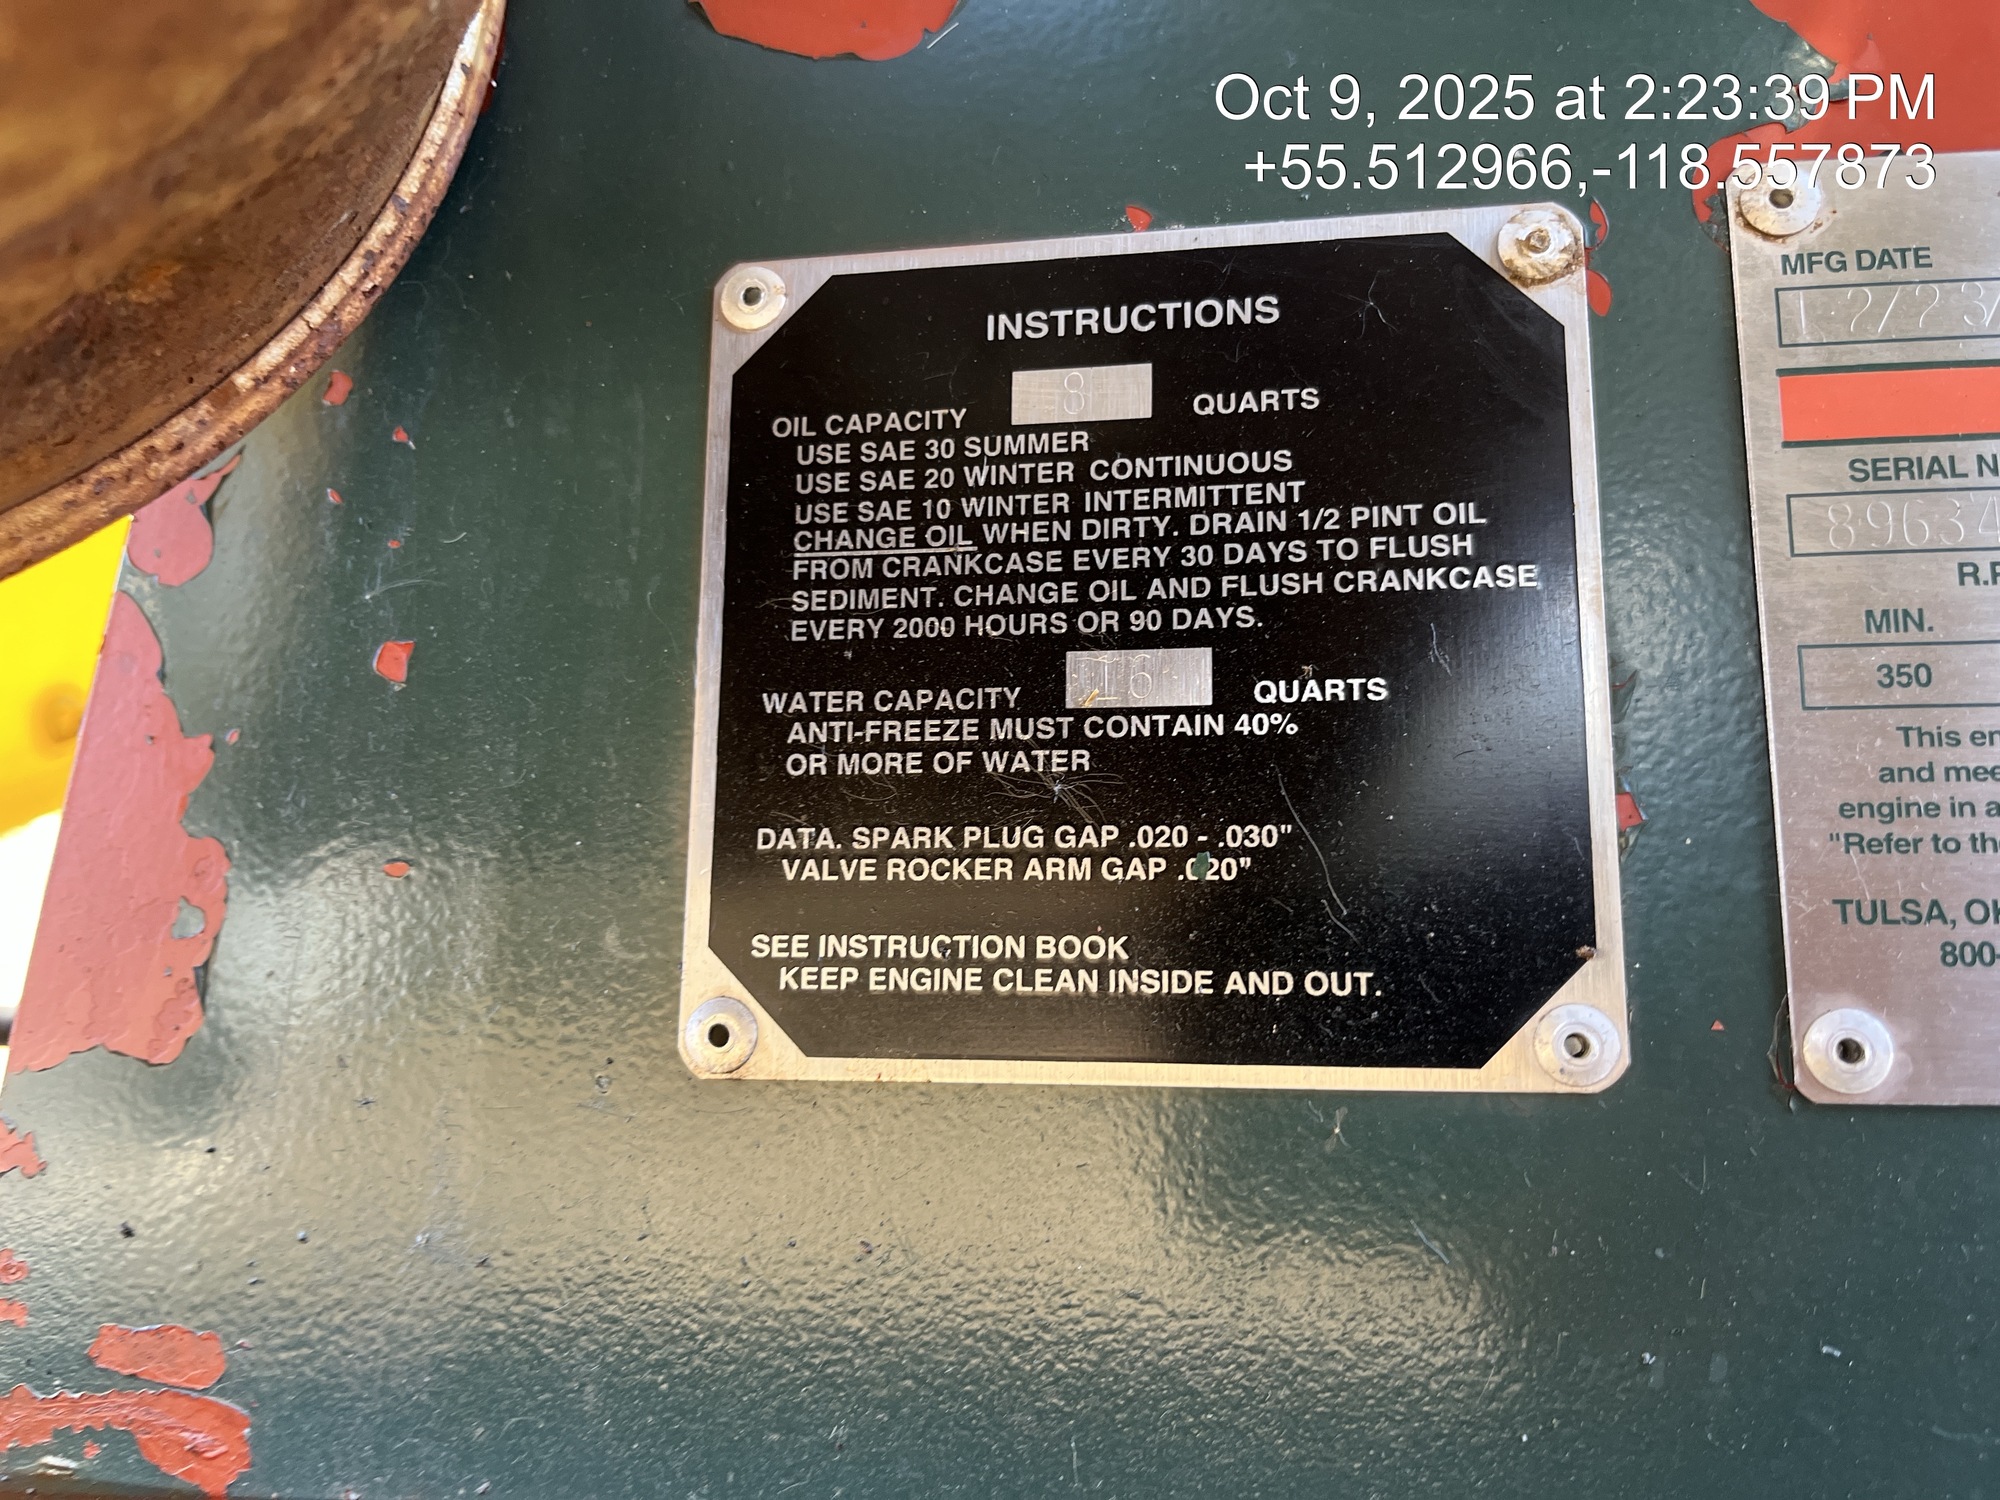 Oct 9, 2025 at 2:23:39 PM
+55.512966,-118.557873
INSTRUCTIONS
OIL CAPACITY 8 QUARTS
USE SAE 30 SUMMER
USE SAE 20 WINTER CONTINUOUS
USE SAE 10 WINTER INTERMITTENT
CHANGE OIL WHEN DIRTY. DRAIN 1/2 PINT OIL
FROM CRANKCASE EVERY 30 DAYS TO FLUSH
SEDIMENT. CHANGE OIL AND FLUSH CRANKCASE
EVERY 2000 HOURS OR 90 DAYS.
WATER CAPACITY 16 QUARTS
ANTI-FREEZE MUST CONTAIN 40%
OR MORE OF WATER
DATA. SPARK PLUG GAP .020 - .030"
VALVE ROCKER ARM GAP .020"
SEE INSTRUCTION BOOK
KEEP ENGINE CLEAN INSIDE AND OUT.
MFG DATE
SERIAL
MIN.
350
This
and
engine in
"Refer to
TULSA,
800-